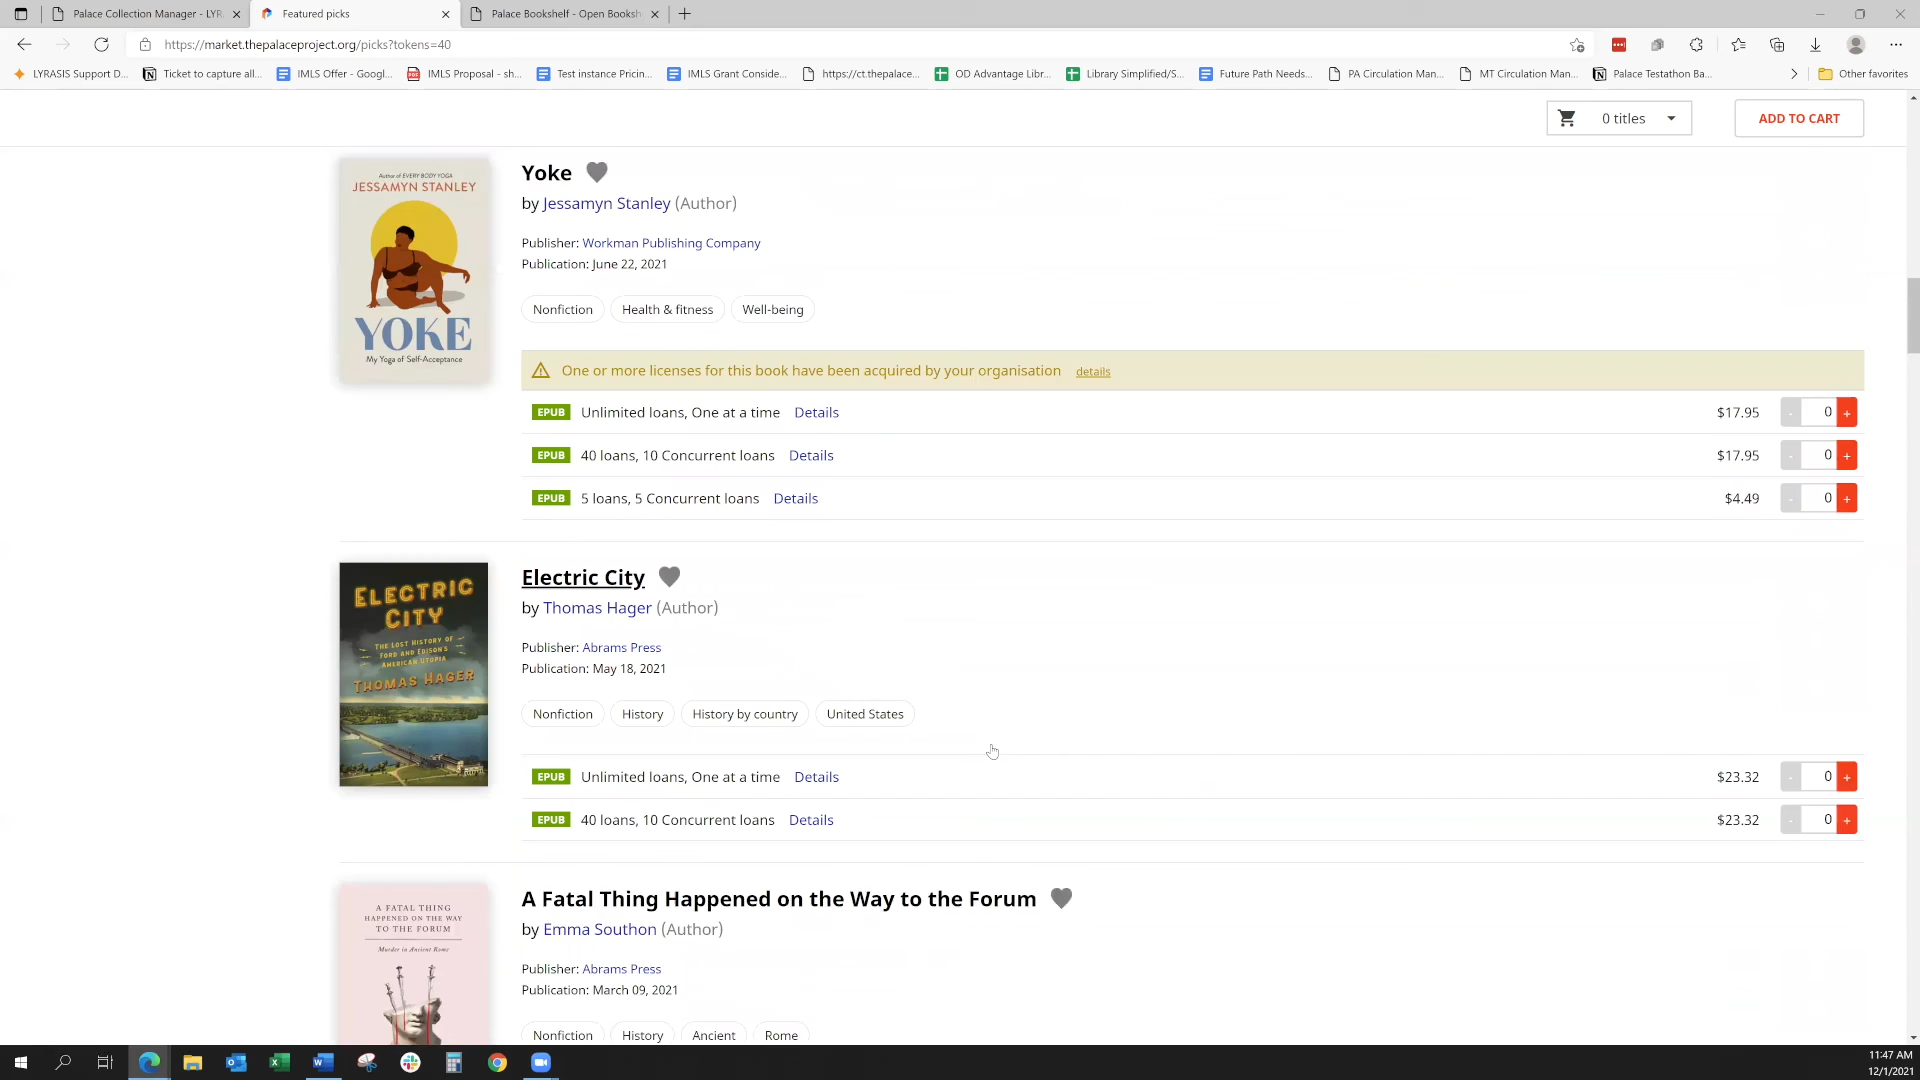 Palace Collection Manager - LYR
Featured picks
Palace Bookshelf - Open Booksh
https://market.thepalaceproject.org/picks?tokens=40
LYRASIS Support D...
Ticket to capture all...
IMLS Offer - Googl...
IMLS Proposal - sh...
Test instance Pricin...
IMLS Grant Conside...
https://ct.thepalace...
OD Advantage Libr...
Library Simplified/S...
Future Path Needs...
PA Circulation Man...
MT Circulation Man...
Palace Testathon Ba...
Other favorites
0 titles
ADD TO CART
Author of EVERY BODY YOGA
JESSAMYN STANLEY
YOKE
My Yoga of Self-Acceptance
Yoke
by Jessamyn Stanley (Author)
Publisher: Workman Publishing Company
Publication: June 22, 2021
Nonfiction
Health & fitness
Well-being
One or more licenses for this book have been acquired by your organisation details
EPUB Unlimited loans, One at a time Details $17.95 - 0 +
EPUB 40 loans, 10 Concurrent loans Details $17.95 - 0 +
EPUB 5 loans, 5 Concurrent loans Details $4.49 - 0 +
ELECTRIC
CITY
THE LOST HISTORY OF
FORD AND EDISON'S
AMERICAN UTOPIA
THOMAS HAGER
Electric City
by Thomas Hager (Author)
Publisher: Abrams Press
Publication: May 18, 2021
Nonfiction
History
History by country
United States
EPUB Unlimited loans, One at a time Details $23.32 - 0 +
EPUB 40 loans, 10 Concurrent loans Details $23.32 - 0 +
A FATAL THING
HAPPENED ON THE WAY
TO THE FORUM
Murder in Ancient Rome
A Fatal Thing Happened on the Way to the Forum
by Emma Southon (Author)
Publisher: Abrams Press
Publication: March 09, 2021
Nonfiction
History
Ancient
Rome
11:47 AM
12/1/2021